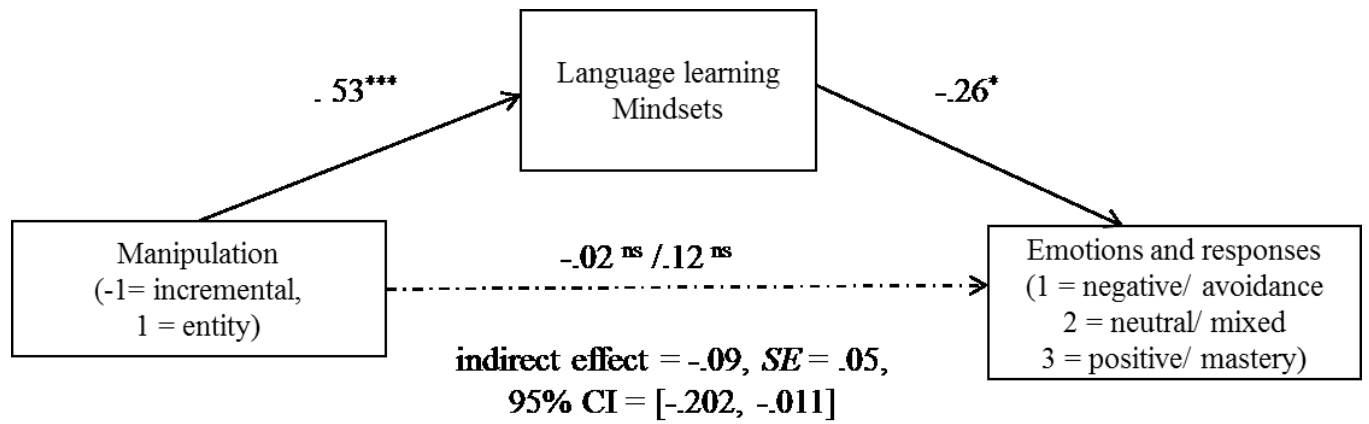 Language learning
Mindsets
. 53***
-.26*
Manipulation
(-1= incremental,
1 = entity)
-.02 ns /.12 ns
Emotions and responses
(1 = negative/ avoidance
2 = neutral/ mixed
3 = positive/ mastery)
indirect effect = -.09, SE = .05,
95% CI = [-.202, -.011]